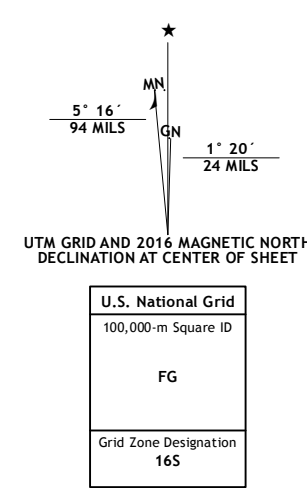 ★
MN
5° 16´
94 MILS
GN
1° 20´
24 MILS
UTM GRID AND 2016 MAGNETIC NORTH
DECLINATION AT CENTER OF SHEET
U.S. National Grid
100,000-m Square ID
FG
Grid Zone Designation
16S